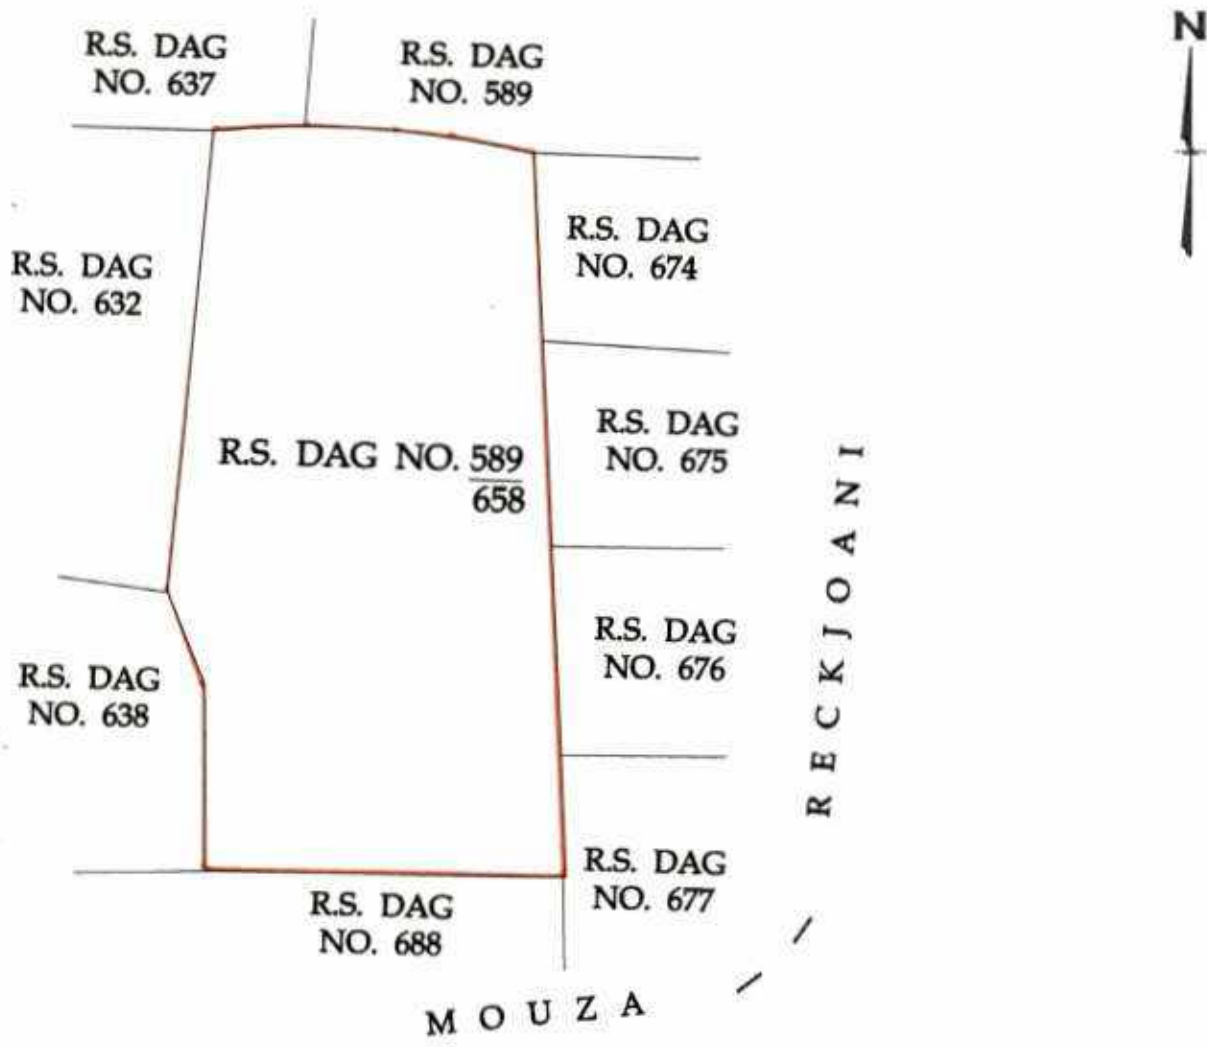 N
R.S. DAG
NO. 637
R.S. DAG
NO. 589
R.S. DAG
NO. 674
R.S. DAG
NO. 632
R.S. DAG NO. 589
658
R.S. DAG
NO. 675
R.S. DAG
NO. 676
R.S. DAG
NO. 638
R.S. DAG
NO. 677
R.S. DAG
NO. 688
MOUZA — — RECKJOANI